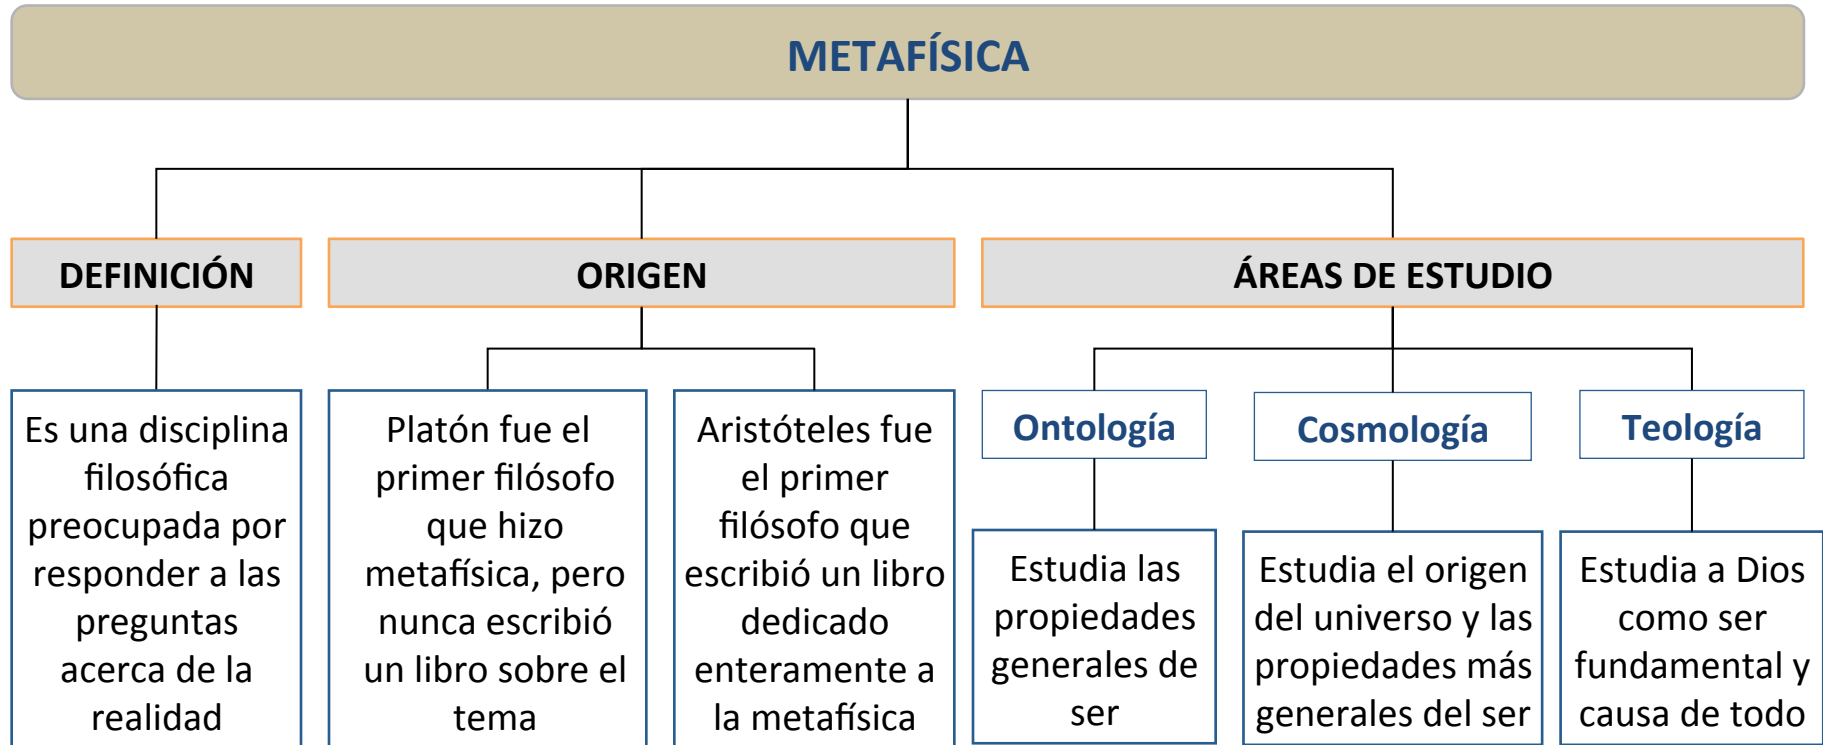 METAFÍSICA
DEFINICIÓN
ORIGEN
ÁREAS DE ESTUDIO
Es una disciplina
filosófica
preocupada por
responder a las
preguntas
acerca de la
realidad
Platón fue el
primer filósofo
que hizo
metafísica, pero
nunca escribió
un libro sobre el
tema
Aristóteles fue
el primer
filósofo que
escribió un libro
dedicado
enteramente a
la metafísica
Ontología
Estudia las
propiedades
generales de
ser
Cosmología
Estudia el origen
del universo y las
propiedades más
generales del ser
Teología
Estudia a Dios
como ser
fundamental y
causa de todo